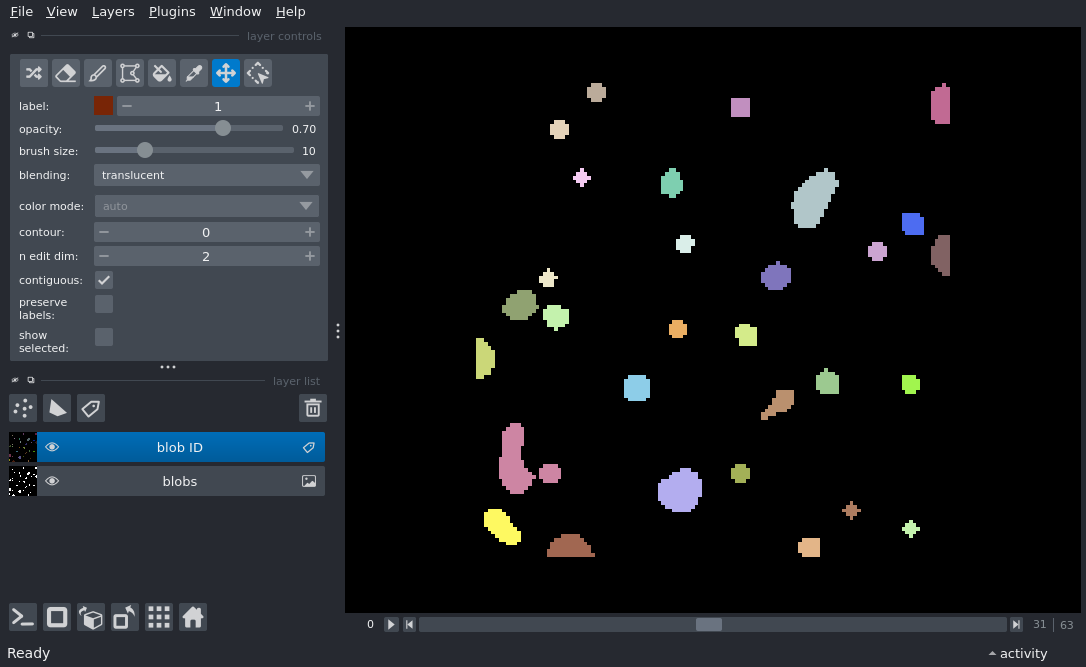 File View Layers Plugins Window Help
layer controls
label: 1
opacity: 0.70
brush size: 10
blending: translucent
color mode: auto
contour: 0
n edit dim: 2
contiguous:
preserve
labels:
show
selected:
layer list
blob ID
blobs
0 31 63
Ready activity